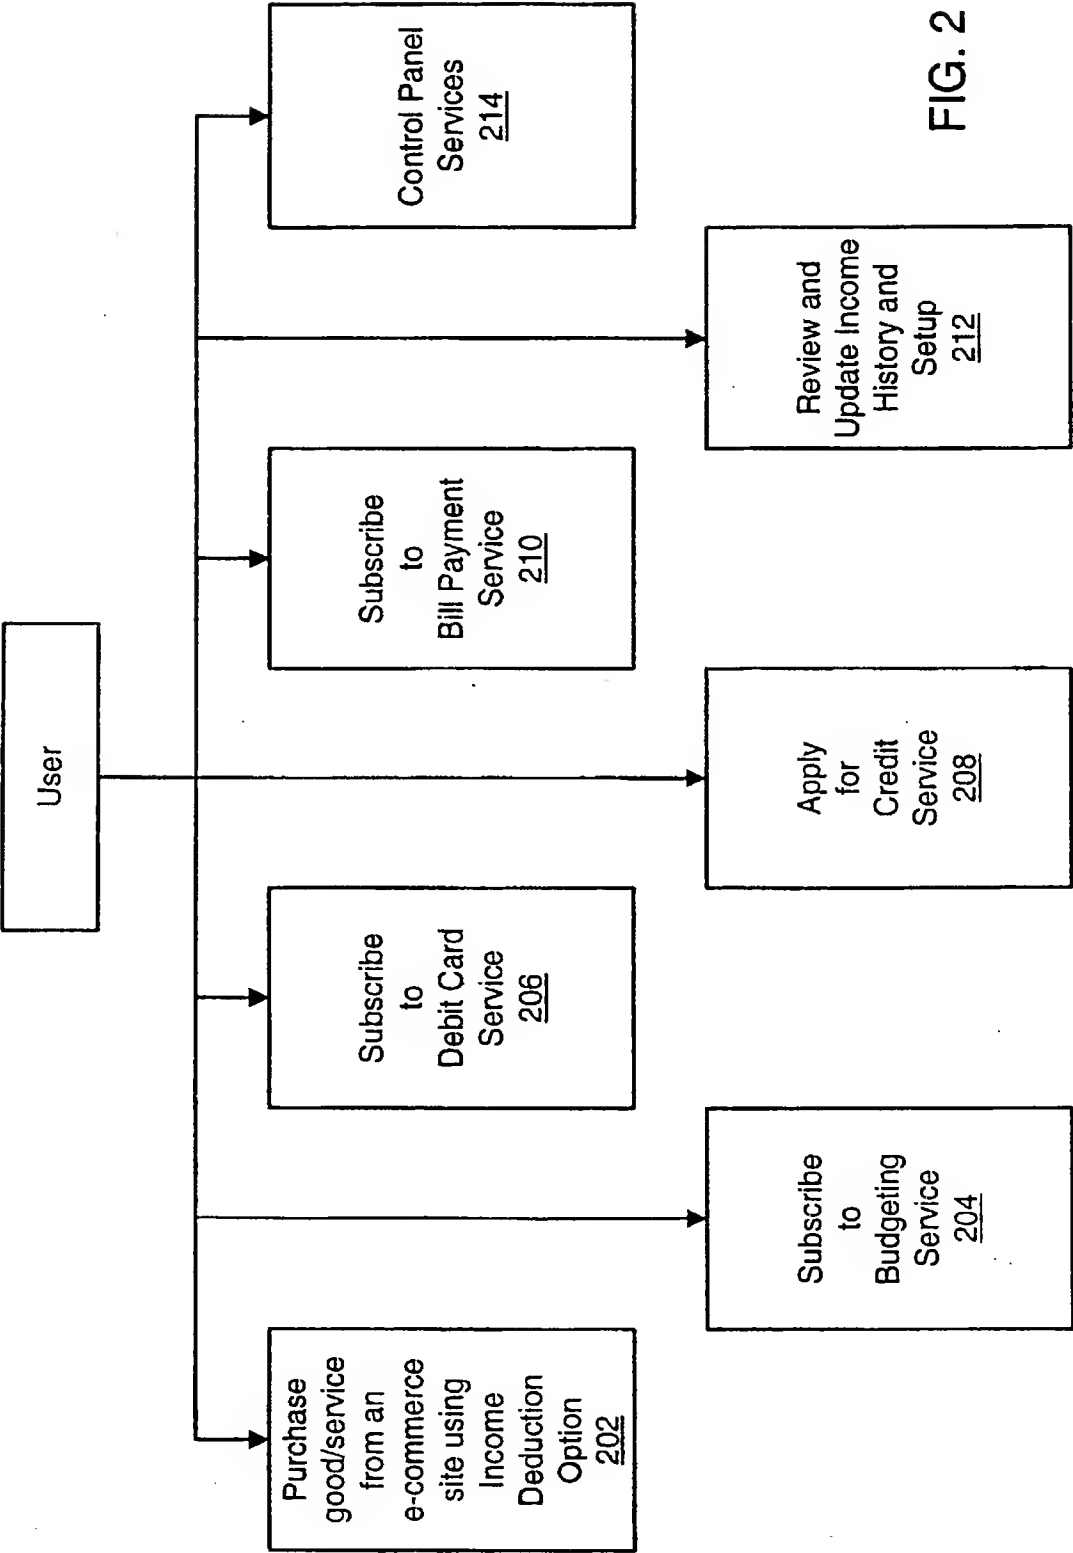 User
Purchase
good/service
from an
e-commerce
site using
Income
Deduction
Option
202
Subscribe
to
Budgeting
Service
204
Subscribe
to
Debit Card
Service
206
Apply
for
Credit
Service
208
Subscribe
to
Bill Payment
Service
210
Review and
Update Income
History and
Setup
212
Control Panel
Services
214
FIG. 2